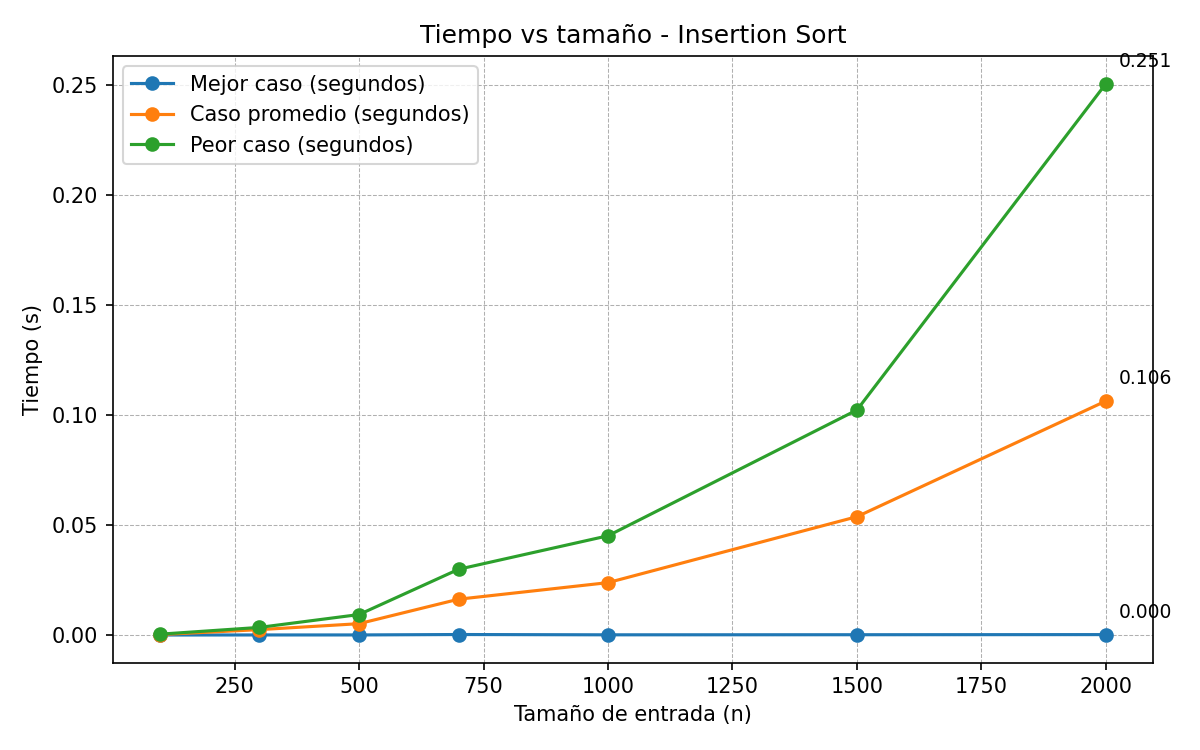 Tiempo vs tamaño - Insertion Sort
Mejor caso (segundos)
Caso promedio (segundos)
Peor caso (segundos)
0.251
0.106
0.000
Tiempo (s)
0.25
0.20
0.15
0.10
0.05
0.00
250 500 750 1000 1250 1500 1750 2000
Tamaño de entrada (n)